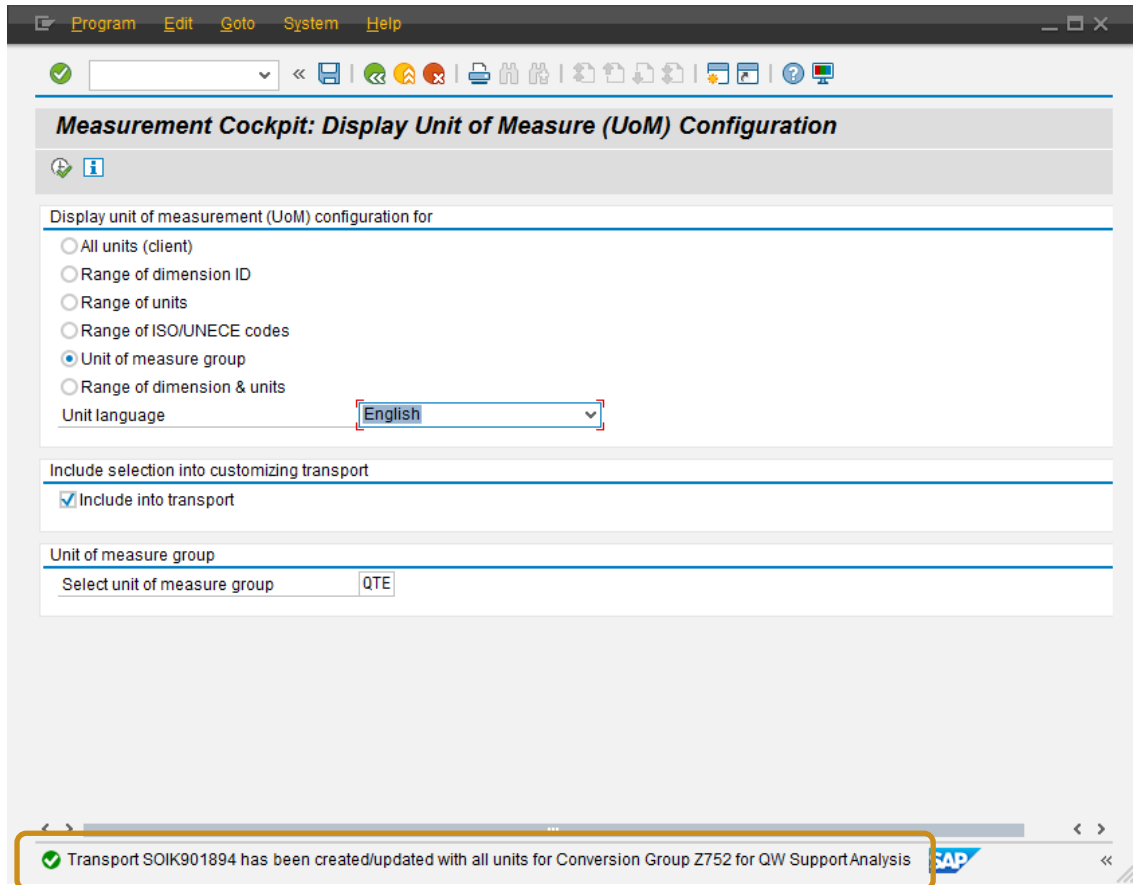 Program Edit Goto System Help
Measurement Cockpit: Display Unit of Measure (UoM) Configuration
Display unit of measurement (UoM) configuration for
All units (client)
Range of dimension ID
Range of units
Range of ISO/UNECE codes
Unit of measure group
Range of dimension & units
Unit language English
Include selection into customizing transport
Include into transport
Unit of measure group
Select unit of measure group QTE
Transport SOIK901894 has been created/updated with all units for Conversion Group Z752 for QW Support Analysis SAP